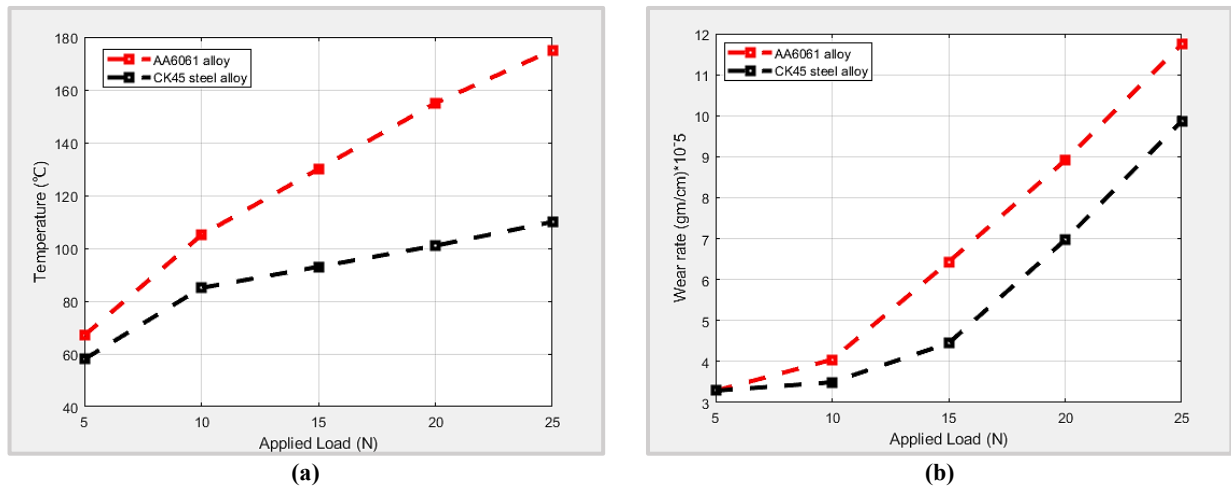 180
160
140
120
100
80
60
40
Temperature (℃)
AA6061 alloy
CK45 steel alloy
5 10 15 20 25
Applied Load (N)
(a)
12
11
10
9
8
7
6
5
4
3
Wear rate (gm/cm)*10^-5
AA6061 alloy
CK45 steel alloy
5 10 15 20 25
Applied Load (N)
(b)